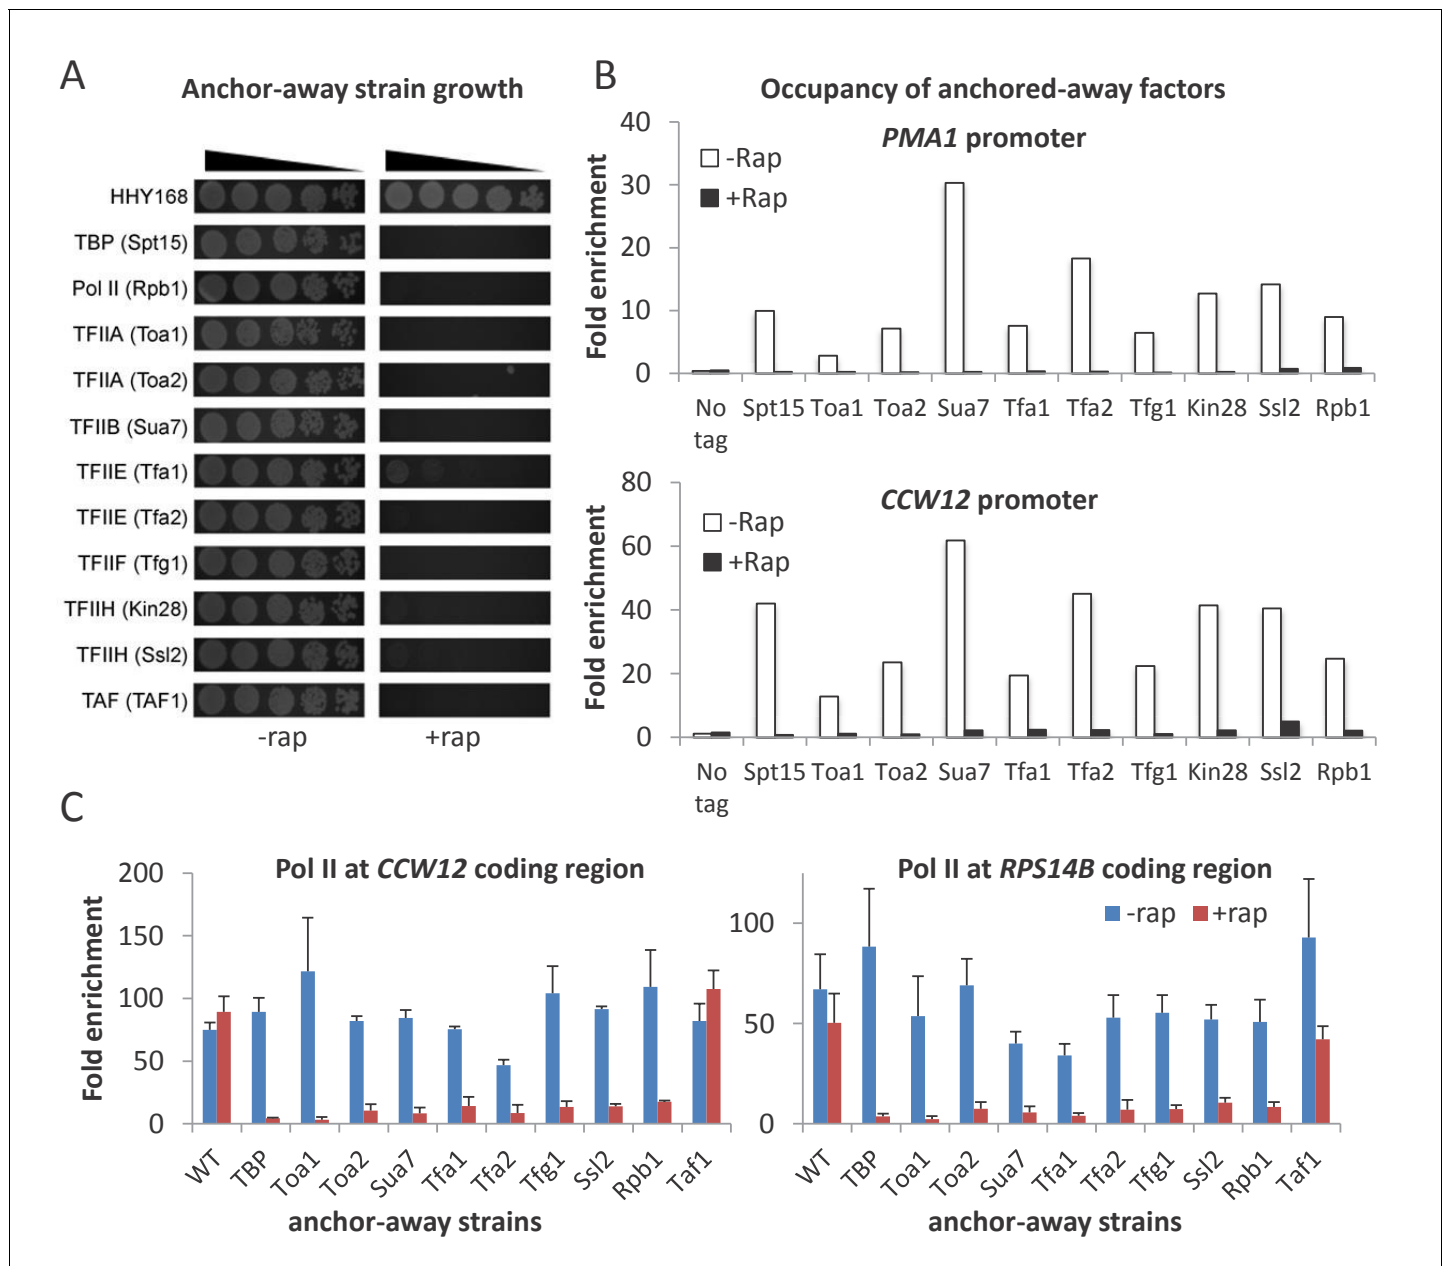 A
Anchor-away strain growth
HHY168
TBP (Spt15)
Pol II (Rpb1)
TFIIA (Toa1)
TFIIA (Toa2)
TFIIB (Sua7)
TFIIE (Tfa1)
TFIIE (Tfa2)
TFIIF (Tfg1)
TFIIH (Kin28)
TFIIH (Ssl2)
TAF (TAF1)
-rap +rap
B
Occupancy of anchored-away factors
PMA1 promoter
-Rap
+Rap
Fold enrichment
40
30
20
10
0
No tag Spt15 Toa1 Toa2 Sua7 Tfa1 Tfa2 Tfg1 Kin28 Ssl2 Rpb1
CCW12 promoter
-Rap
+Rap
Fold enrichment
80
60
40
20
0
No tag Spt15 Toa1 Toa2 Sua7 Tfa1 Tfa2 Tfg1 Kin28 Ssl2 Rpb1
C
Pol II at CCW12 coding region
Fold enrichment
200
150
100
50
0
WT TBP Toa1 Toa2 Sua7 Tfa1 Tfa2 Tfg1 Ssl2 Rpb1 Taf1
anchor-away strains
Pol II at RPS14B coding region
-rap +rap
100
50
0
WT TBP Toa1 Toa2 Sua7 Tfa1 Tfa2 Tfg1 Ssl2 Rpb1 Taf1
anchor-away strains